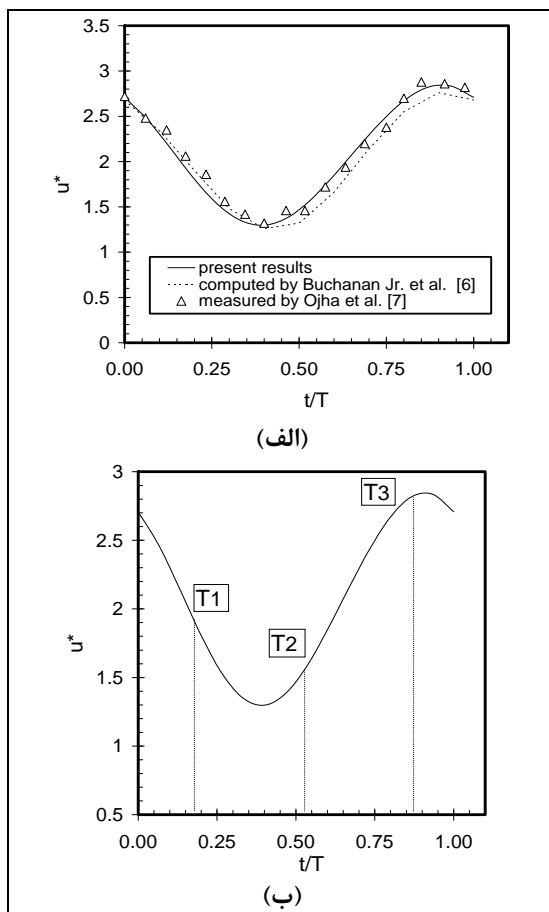 3.5
3
2.5
2
1.5
1
0.5
0
u*
present results
computed by Buchanan Jr. et al. [6]
measured by Ojha et al. [7]
0.00 0.25 0.50 0.75 1.00
t/T
(الف)
3
2.5
2
1.5
1
0.5
u*
T3
T1
T2
0.00 0.25 0.50 0.75 1.00
t/T
(ب)